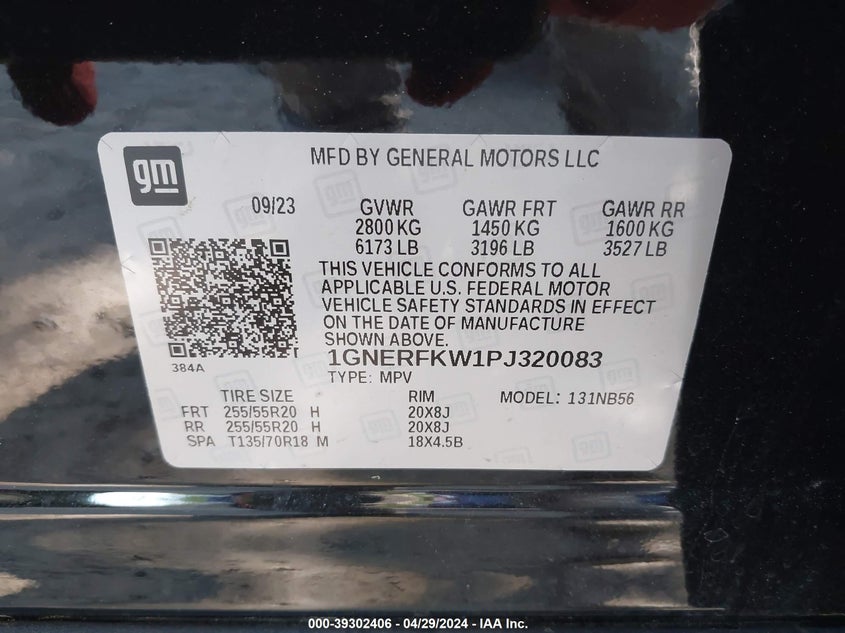 gm
MFD BY GENERAL MOTORS LLC
09/23 GVWR GAWR FRT GAWR RR
2800 KG 1450 KG 1600 KG
6173 LB 3196 LB 3527 LB
THIS VEHICLE CONFORMS TO ALL
APPLICABLE U.S. FEDERAL MOTOR
VEHICLE SAFETY STANDARDS IN EFFECT
ON THE DATE OF MANUFACTURE
SHOWN ABOVE.
384A
1GNERFKW1PJ320083
TYPE: MPV
TIRE SIZE RIM MODEL: 131NB56
FRT 255/55R20 H 20X8J
RR 255/55R20 H 20X8J
SPA T135/70R18 M 18X4.5B
000-39302406 - 04/29/2024 - IAA Inc.